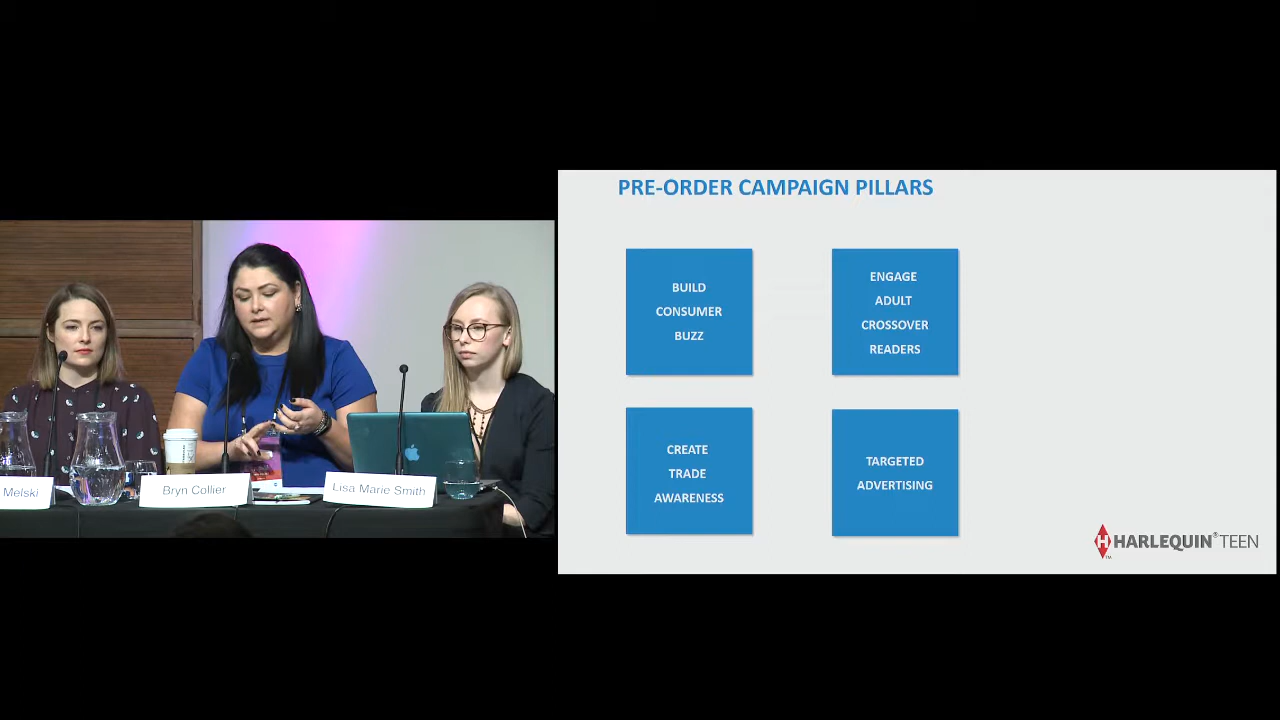 PRE-ORDER CAMPAIGN PILLARS
BUILD
CONSUMER
BUZZ
ENGAGE
ADULT
CROSSOVER
READERS
CREATE
TRADE
AWARENESS
TARGETED
ADVERTISING
H HARLEQUIN® TEEN
TM
Melski
Bryn Collier
Lisa Marie Smith